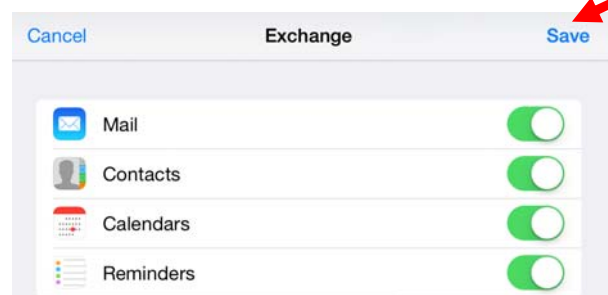 Cancel Exchange Save
Mail
Contacts
Calendars
Reminders